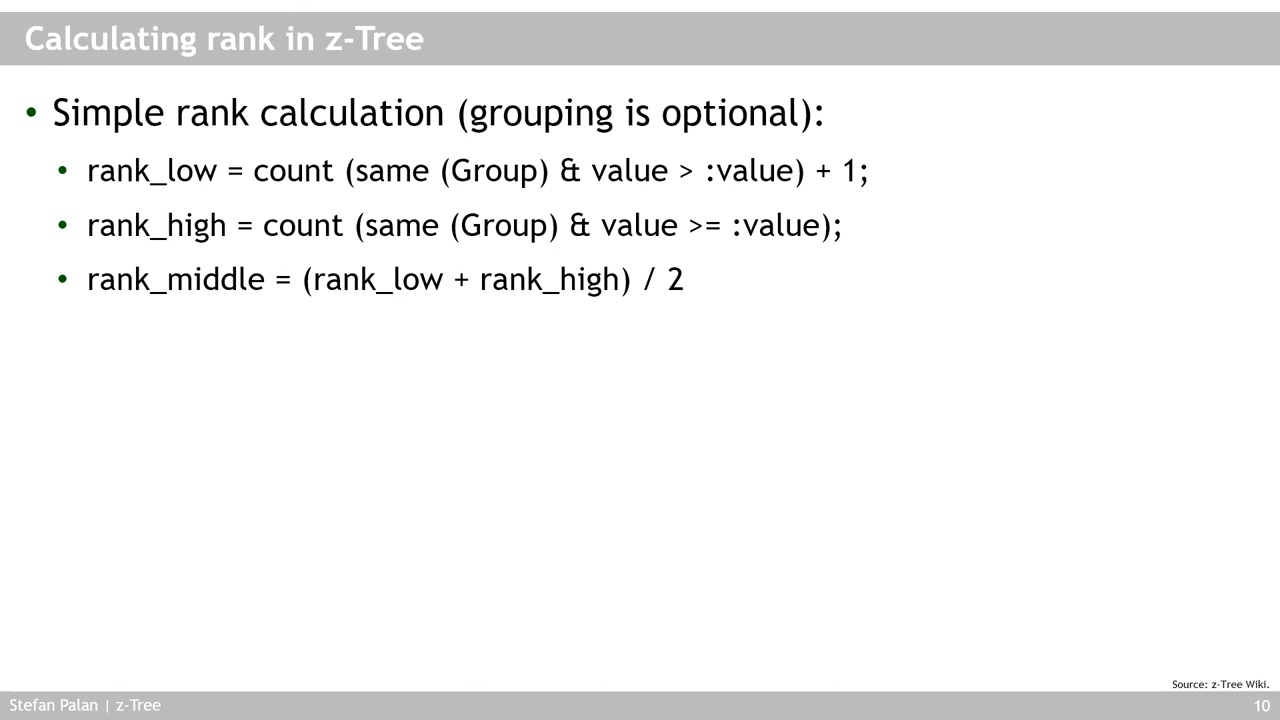 Calculating rank in z-Tree
• Simple rank calculation (grouping is optional):
• rank_low = count (same (Group) & value > :value) + 1;
• rank_high = count (same (Group) & value >= :value);
• rank_middle = (rank_low + rank_high) / 2
Source: z-Tree Wiki.
Stefan Palan | z-Tree
10